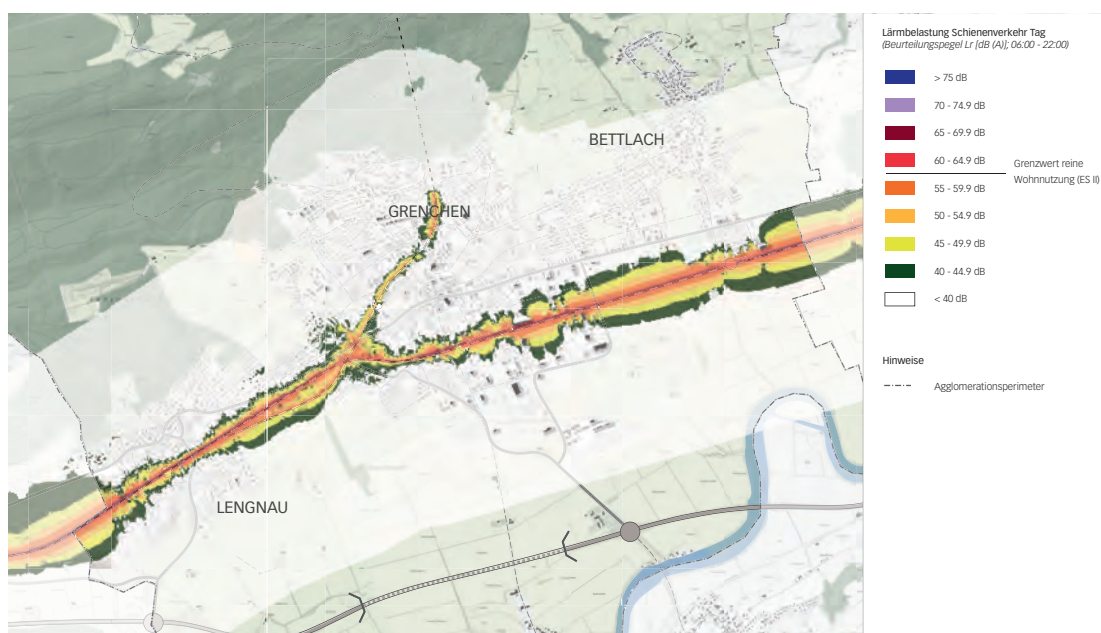 BETTLACH
GRENCHEN
LENGNAU
Lärmbelastung Schienenverkehr Tag
(Beurteilungspegel Lr [dB (A)]; 06:00 - 22:00)
> 75 dB
70 - 74.9 dB
65 - 69.9 dB
60 - 64.9 dB
Grenzwert reine
Wohnnutzung (ES II)
55 - 59.9 dB
50 - 54.9 dB
45 - 49.9 dB
40 - 44.9 dB
< 40 dB
Hinweise
Agglomerationsperimeter